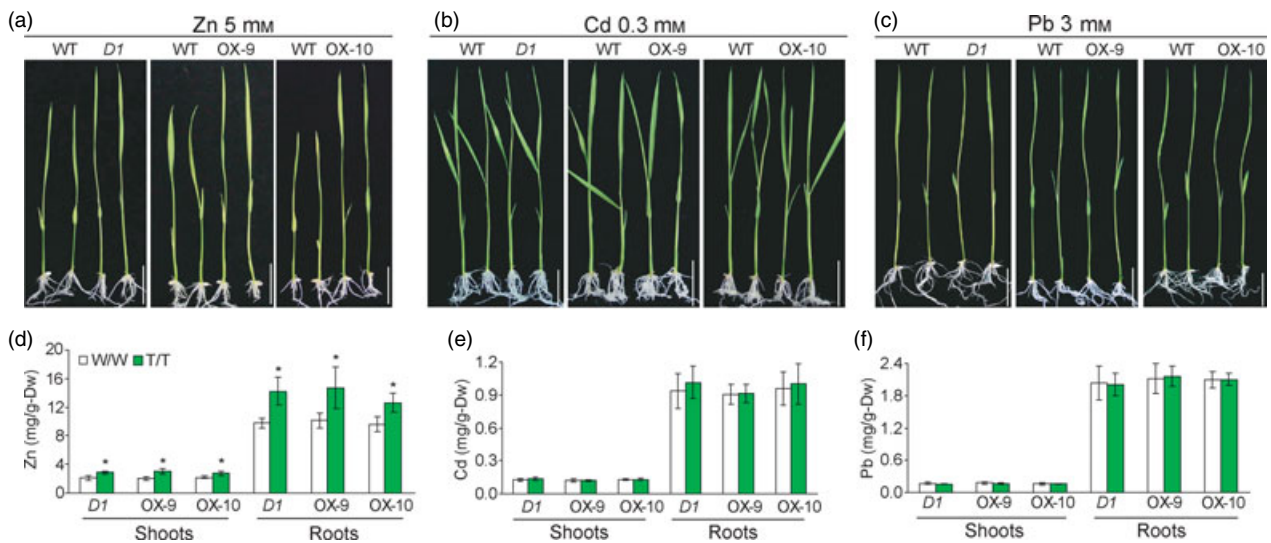 (a) Zn 5 mM
WT D1 WT OX-9 WT OX-10
(b) Cd 0.3 mM
WT D1 WT OX-9 WT OX-10
(c) Pb 3 mM
WT D1 WT OX-9 WT OX-10
(d)
W/W T/T
Zn (mg/g-Dw)
20
16
12
8
4
0
* * * * * *
D1 OX-9 OX-10 D1 OX-9 OX-10
Shoots Roots
(e)
Cd (mg/g-Dw)
1.2
0.9
0.6
0.3
0.0
D1 OX-9 OX-10 D1 OX-9 OX-10
Shoots Roots
(f)
Pb (mg/g-Dw)
2.4
1.8
1.2
0.6
0.0
D1 OX-9 OX-10 D1 OX-9 OX-10
Shoots Roots